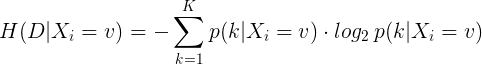 H(D|X_i = v) = -\sum_{k=1}^{K} p(k|X_i = v) \cdot log_2 p(k|X_i = v)